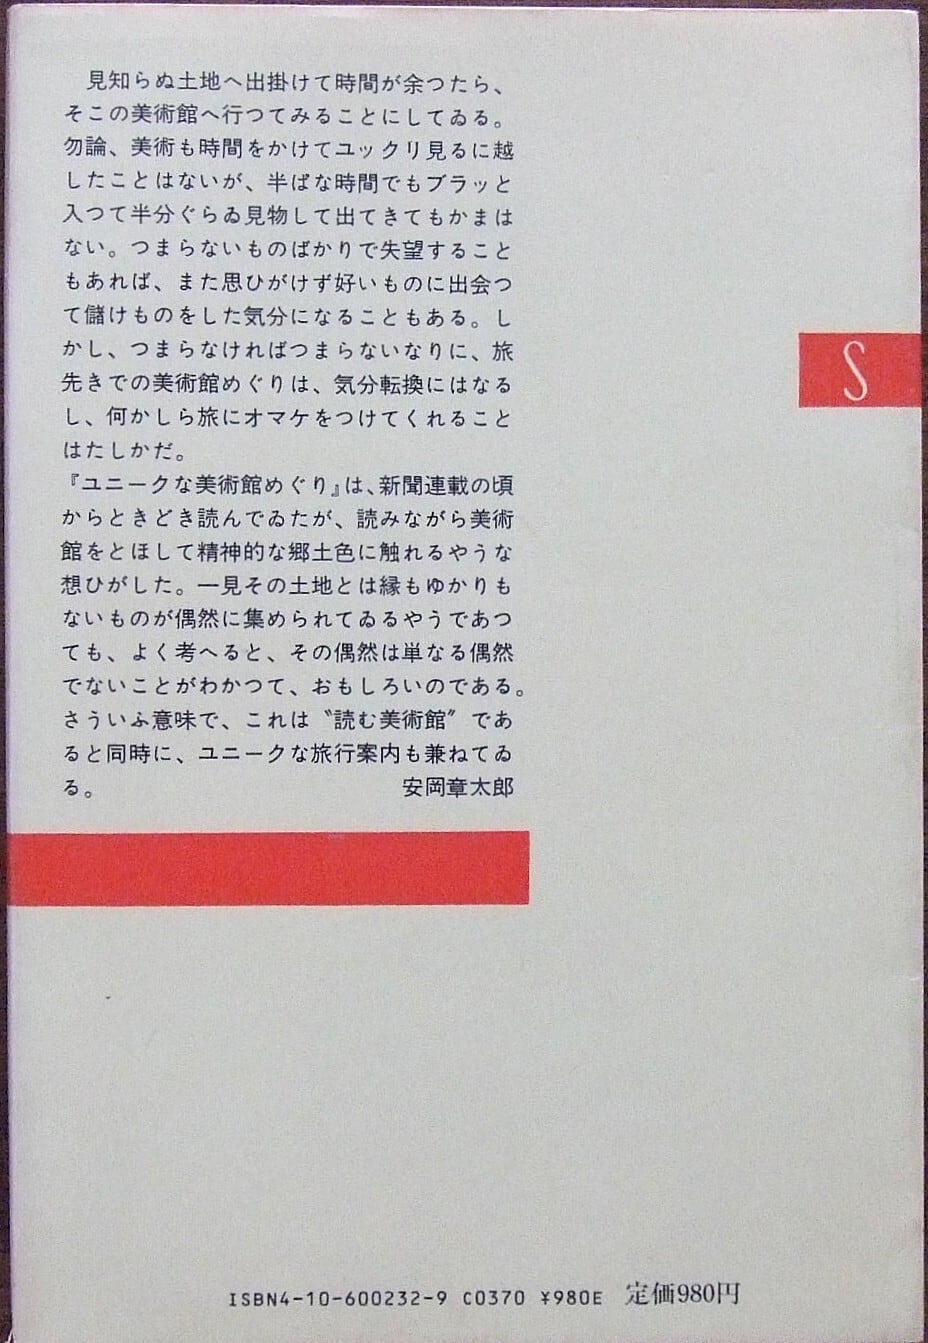 見知らぬ土地へ出掛けて時間が余つたら、
そこの美術館へ行つてみることにしてゐる。
勿論、美術も時間をかけてユックリ見るに越
したことはないが、半ばな時間でもブラッと
入つて半分ぐらゐ見物して出てきてもかまは
ない。つまらないものばかりで失望すること
もあれば、また思ひがけず好いものに出会つ
て儲けものをした気分になることもある。し
かし、つまらなければつまらないなりに、旅
先きでの美術館めぐりは、気分転換にはなる
し、何かしら旅にオマケをつけてくれること
はたしかだ。
『ユニークな美術館めぐり』は、新聞連載の頃
からときどき読んでゐたが、読みながら美術
館をとほして精神的な郷土色に触れるやうな
想ひがした。一見その土地とは縁もゆかりも
ないものが偶然に集められてゐるやうであつ
ても、よく考へると、その偶然は単なる偶然
でないことがわかつて、おもしろいのである。
さういふ意味で、これは〝読む美術館〞であ
ると同時に、ユニークな旅行案内も兼ねてゐ
る。 安岡章太郎
S
ISBN4-10-600232-9 C0370 ¥980E 定価980円